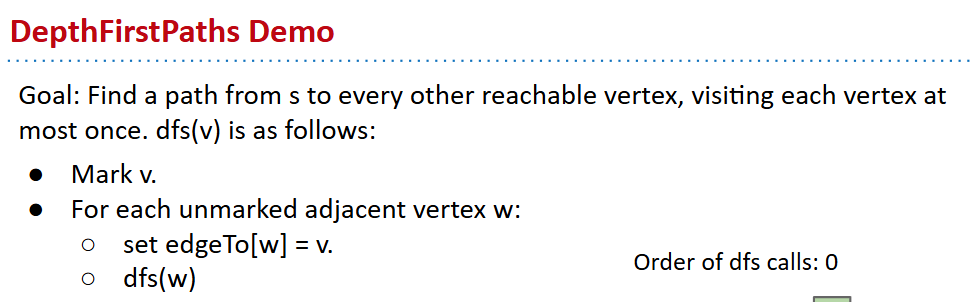 DepthFirstPaths Demo
Goal: Find a path from s to every other reachable vertex, visiting each vertex at
most once. dfs(v) is as follows:
● Mark v.
● For each unmarked adjacent vertex w:
○ set edgeTo[w] = v.
○ dfs(w)
Order of dfs calls: 0